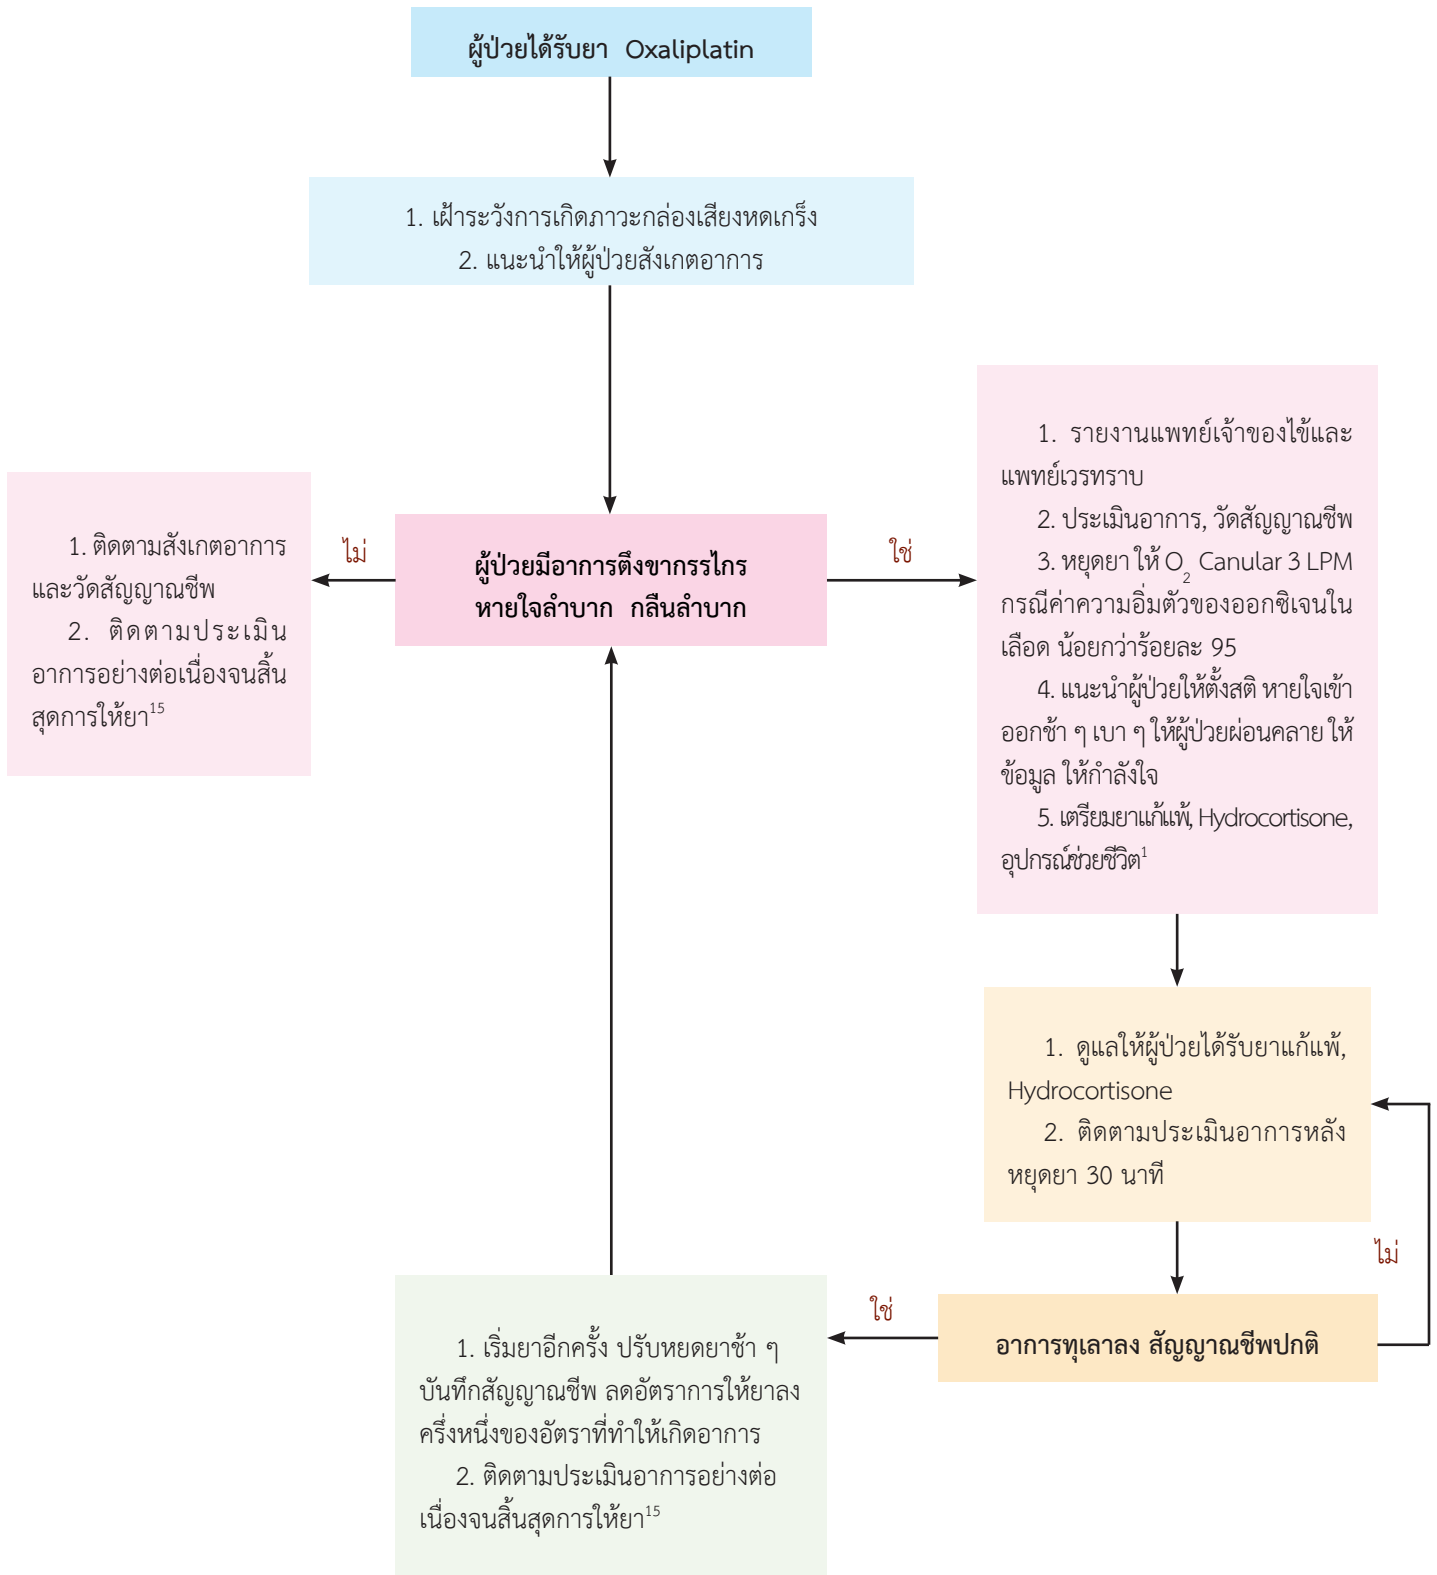 ผู้ป่วยได้รับยา Oxaliplatin
1. เฝ้าระวังการเกิดภาวะกล่องเสียงหดเกร็ง
2. แนะนำให้ผู้ป่วยสังเกตอาการ
1. ติดตามสังเกตอาการ
และวัดสัญญาณชีพ
2. ติดตามประเมิน
อาการอย่างต่อเนื่องจนสิ้น
สุดการให้ยา15
ไม่
ผู้ป่วยมีอาการตึงขากรรไกร
หายใจลำบาก กลืนลำบาก
ใช่
1. รายงานแพทย์เจ้าของไข้และ
แพทย์เวรทราบ
2. ประเมินอาการ, วัดสัญญาณชีพ
3. หยุดยา ให้ O2 Canular 3 LPM
กรณีค่าความอิ่มตัวของออกซิเจนใน
เลือด น้อยกว่าร้อยละ 95
4. แนะนำผู้ป่วยให้ตั้งสติ หายใจเข้า
ออกช้า ๆ เบา ๆ ให้ผู้ป่วยผ่อนคลาย ให้
ข้อมูล ให้กำลังใจ
5. เตรียมยาแก้แพ้, Hydrocortisone,
อุปกรณ์ช่วยชีวิต1
1. ดูแลให้ผู้ป่วยได้รับยาแก้แพ้,
Hydrocortisone
2. ติดตามประเมินอาการหลัง
หยุดยา 30 นาที
ไม่
อาการทุเลาลง สัญญาณชีพปกติ
ใช่
1. เริ่มยาอีกครั้ง ปรับหยดยาช้า ๆ
บันทึกสัญญาณชีพ ลดอัตราการให้ยาลง
ครึ่งหนึ่งของอัตราที่ทำให้เกิดอาการ
2. ติดตามประเมินอาการอย่างต่อ
เนื่องจนสิ้นสุดการให้ยา15